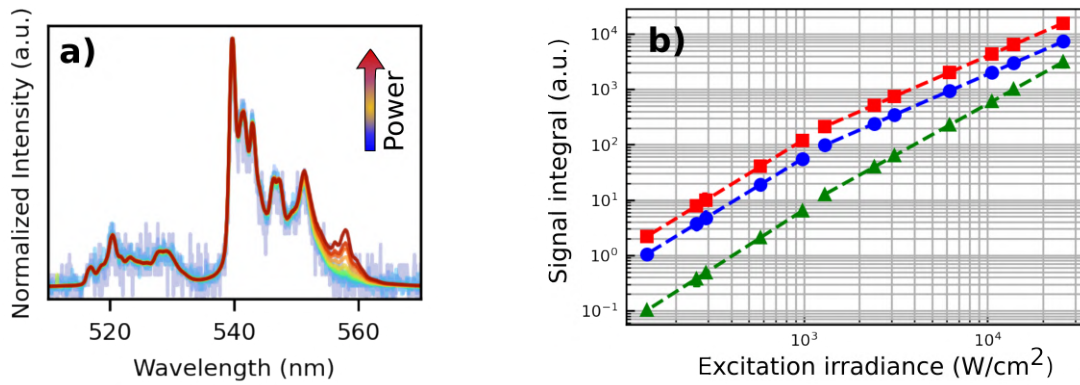 a)
Power
Normalized Intensity (a.u.)
520
540
560
Wavelength (nm)
b)
Signal integral (a.u.)
10⁴
10³
10²
10¹
10⁰
10⁻¹
10³
10⁴
Excitation irradiance (W/cm²)